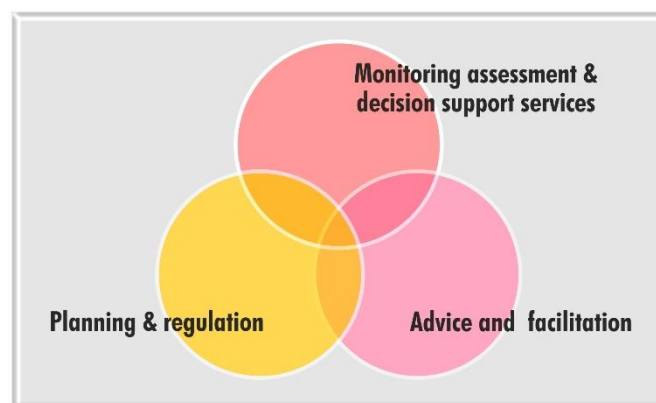 Monitoring assessment &
decision support services
Planning & regulation
Advice and facilitation